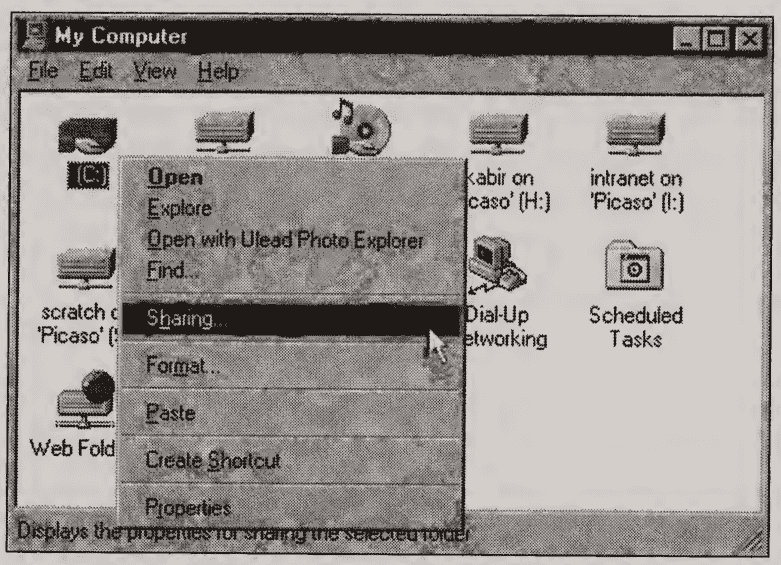 My Computer
File Edit View Help
(C:)
Open
Explore
Open with Ulead Photo Explorer
Find...
Sharing...
Format...
Paste
Create Shortcut
Properties
kabir on
caso' (H:)
intranet on
'Picaso' (I:)
scratch
'Picaso'
Dial-Up
etworking
Scheduled
Tasks
Web Fold
Displays the properties for sharing the selected folder